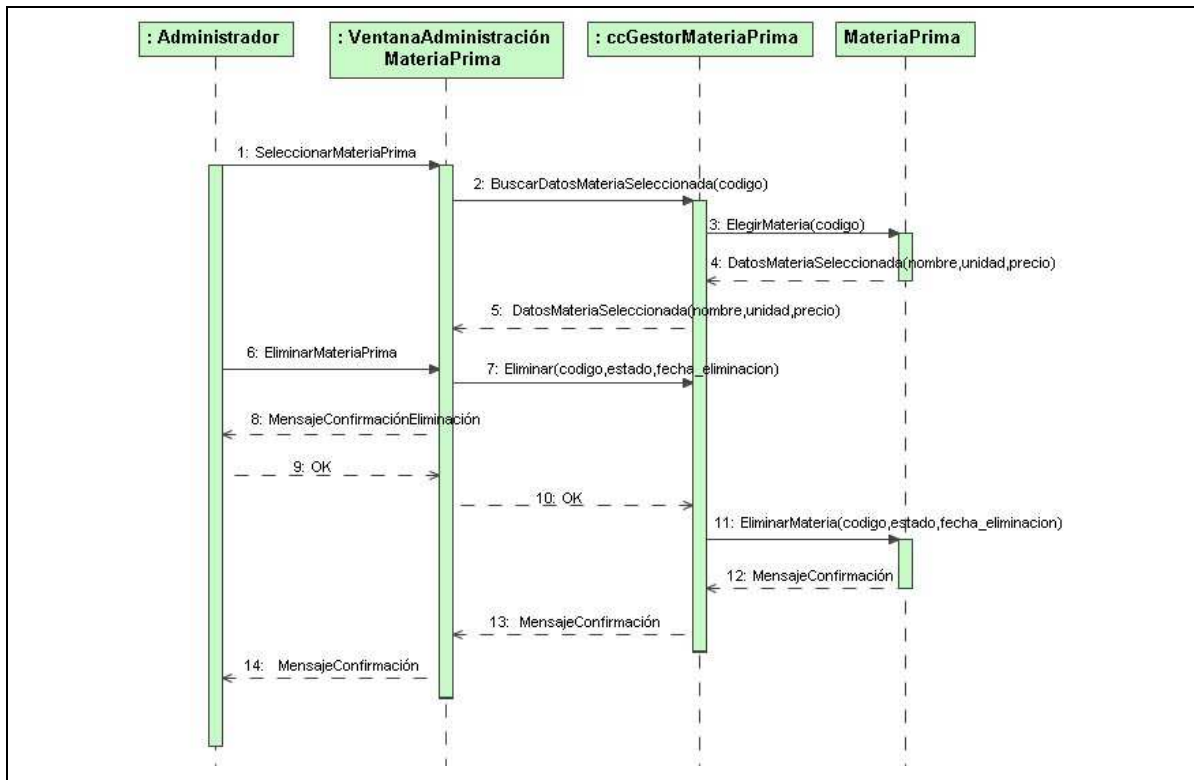 : Administrador
: VentanaAdministración
MateriaPrima
: ccGestorMateriaPrima
MateriaPrima
1: SeleccionarMateriaPrima
2: BuscarDatosMateriaSeleccionada(codigo)
3: ElegirMateria(codigo)
4: DatosMateriaSeleccionada(nombre,unidad,precio)
5: DatosMateriaSeleccionada(nombre,unidad,precio)
6: EliminarMateriaPrima
7: Eliminar(codigo,estado,fecha_eliminacion)
8: MensajeConfirmaciónEliminación
9: OK
10: OK
11: EliminarMateria(codigo,estado,fecha_eliminacion)
12: MensajeConfirmación
13: MensajeConfirmación
14: MensajeConfirmación